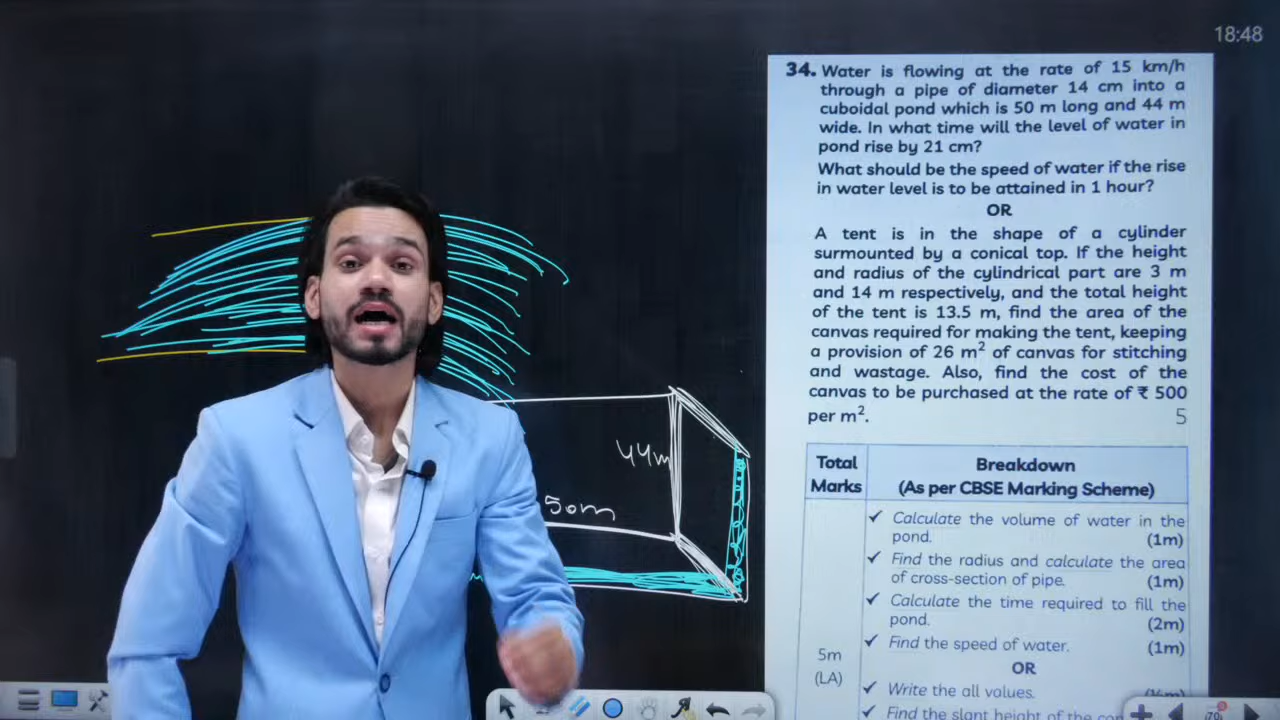 18:48
34. Water is flowing at the rate of 15 km/h
through a pipe of diameter 14 cm into a
cuboidal pond which is 50 m long and 44 m
wide. In what time will the level of water in
pond rise by 21 cm?
What should be the speed of water if the rise
in water level is to be attained in 1 hour?
OR
A tent is in the shape of a cylinder
surmounted by a conical top. If the height
and radius of the cylindrical part are 3 m
and 14 m respectively, and the total height
of the tent is 13.5 m, find the area of the
canvas required for making the tent, keeping
a provision of 26 m² of canvas for stitching
and wastage. Also, find the cost of the
canvas to be purchased at the rate of ₹ 500
per m². 5
44m
50m
Total
Marks
Breakdown
(As per CBSE Marking Scheme)
5m
(LA)
✓ Calculate the volume of water in the
pond. (1m)
✓ Find the radius and calculate the area
of cross-section of pipe. (1m)
✓ Calculate the time required to fill the
pond. (2m)
✓ Find the speed of water. (1m)
OR
✓ Write the all values.
✓ Find the slant height of the